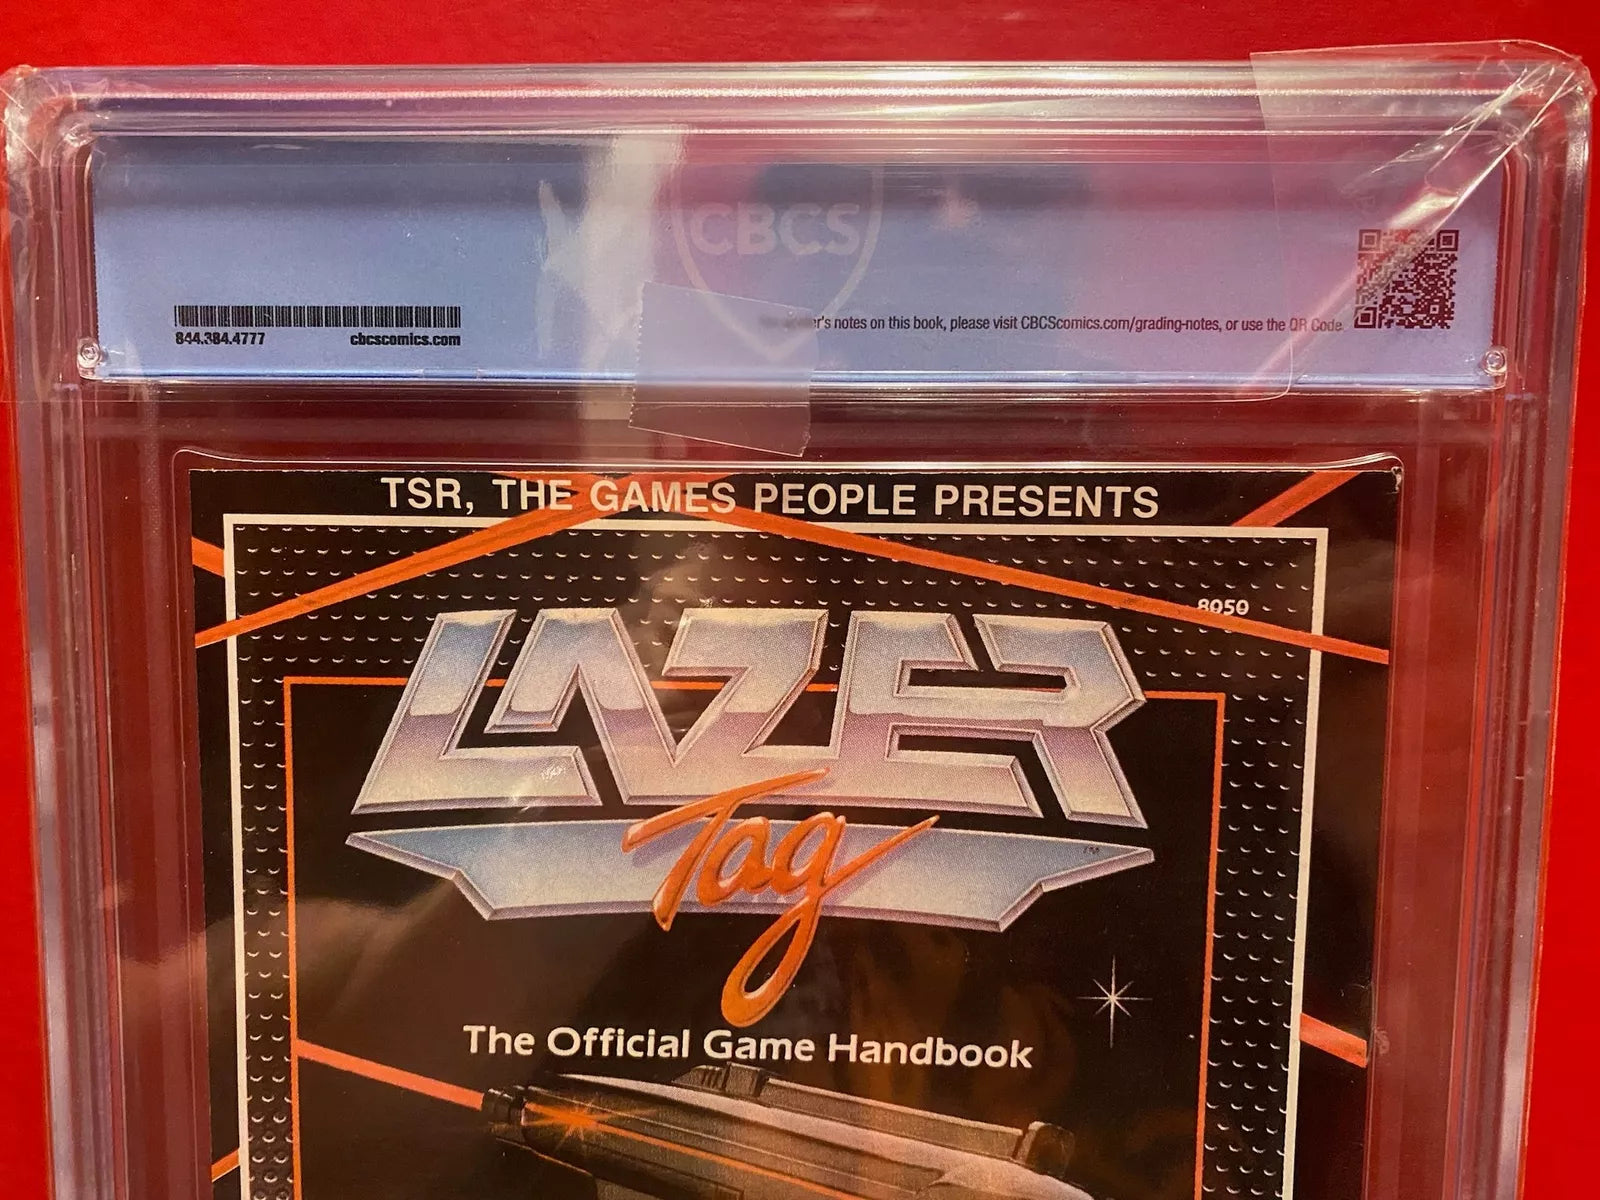 CBCS
844.384.4777 cbcscomics.com
notes on this book, please visit CBCScomics.com/grading-notes, or use the QR Code.
TSR, THE GAMES PEOPLE PRESENTS
8050
LAZER
Tag
The Official Game Handbook